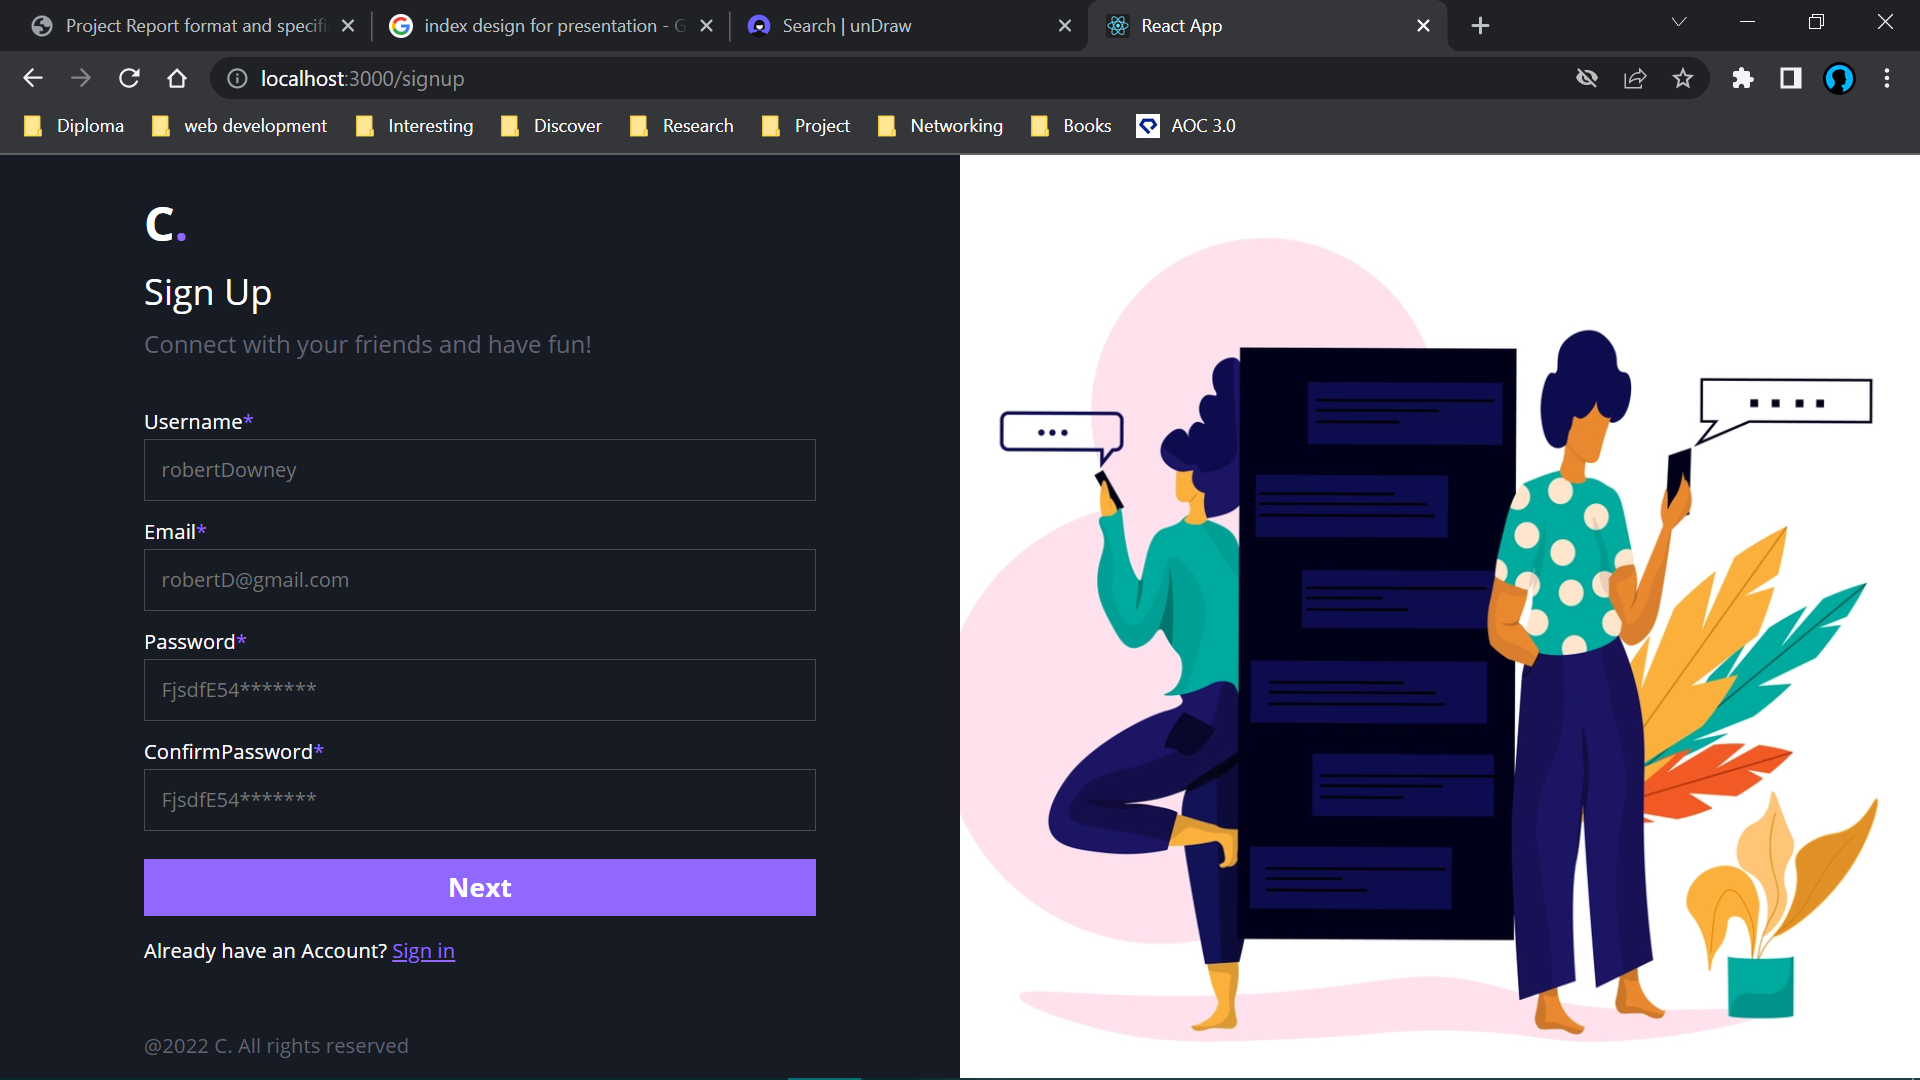 Project Report format and specifi
index design for presentation - G
Search | unDraw
React App
localhost:3000/signup
Diploma
web development
Interesting
Discover
Research
Project
Networking
Books
AOC 3.0
C.
Sign Up
Connect with your friends and have fun!
Username*
robertDowney
Email*
robertD@gmail.com
Password*
FjsdfE54*******
ConfirmPassword*
FjsdfE54*******
Next
Already have an Account? Sign in
@2022 C. All rights reserved